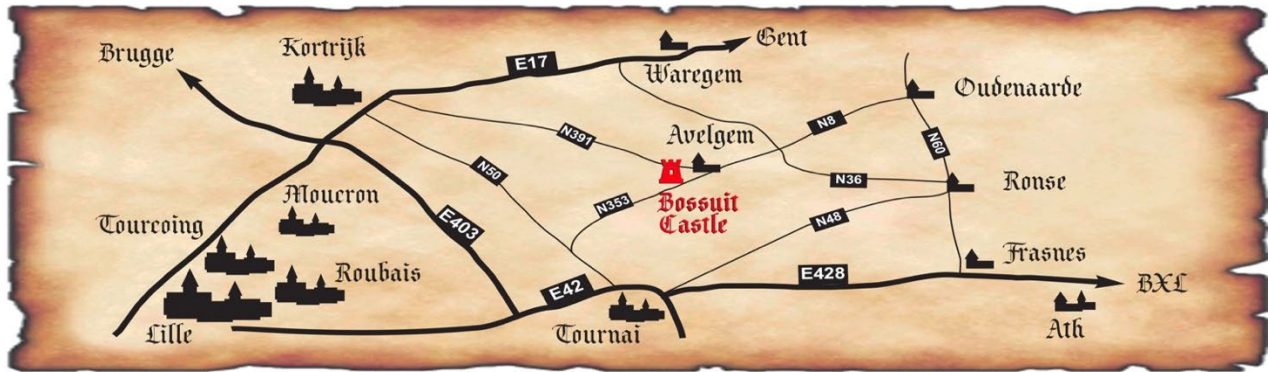 Brugge
Kortrijk
E17
Waregem
Gent
Oudenaarde
N8
Avelgem
N391
N60
N50
N36
Ronse
Bossuit
Castle
N353
N48
Moucron
Tourcoing
E403
Roubais
Lille
E42
Tournai
E428
Frasnes
BXL
Ath